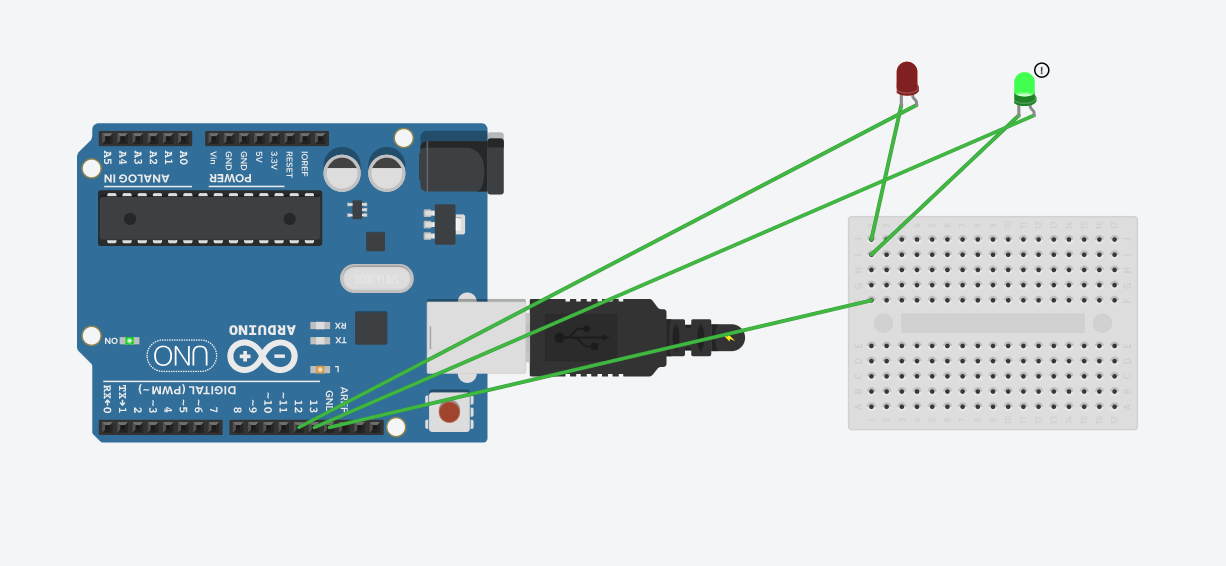 A5 A4 A3 A2 A1 A0
Vin GND GND 5V 3.3V RESET IOREF
ANALOG IN
POWER
RX
TX
L
ON
ARDUINO
UNO
DIGITAL (PWM ~)
RX←0 TX→1 2 ~3 4 ~5 ~6 7 8 ~9 ~10 ~11 12 13 GND AREF
!
J J
I I
H H
G G
F F
E E
D D
C C
B B
A A